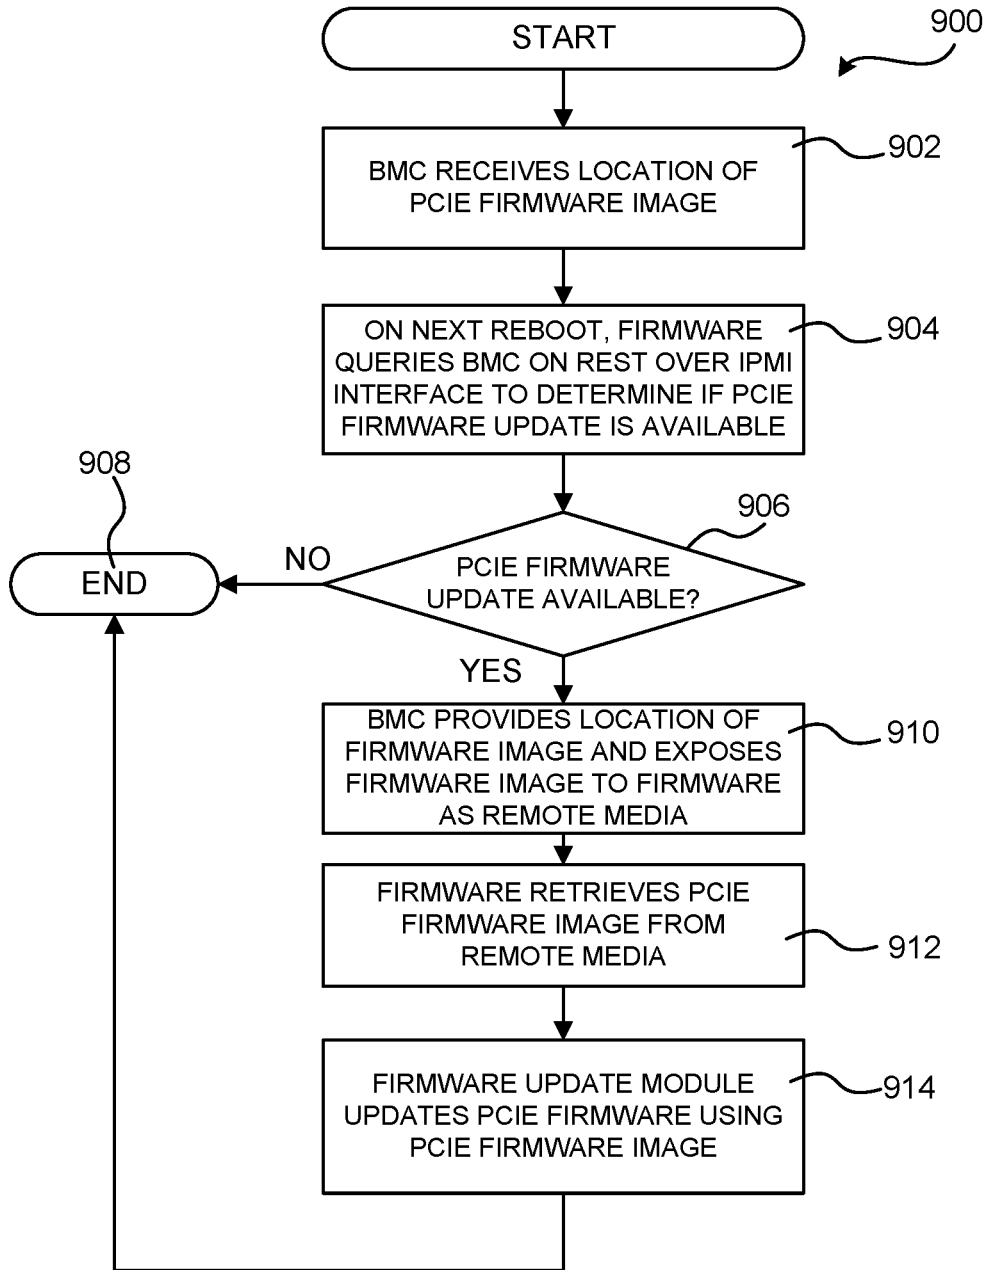 START
900
BMC RECEIVES LOCATION OF
PCIE FIRMWARE IMAGE
902
ON NEXT REBOOT, FIRMWARE
QUERIES BMC ON REST OVER IPMI
INTERFACE TO DETERMINE IF PCIE
FIRMWARE UPDATE IS AVAILABLE
904
908
END
NO
906
PCIE FIRMWARE
UPDATE AVAILABLE?
YES
BMC PROVIDES LOCATION OF
FIRMWARE IMAGE AND EXPOSES
FIRMWARE IMAGE TO FIRMWARE
AS REMOTE MEDIA
910
FIRMWARE RETRIEVES PCIE
FIRMWARE IMAGE FROM
REMOTE MEDIA
912
FIRMWARE UPDATE MODULE
UPDATES PCIE FIRMWARE USING
PCIE FIRMWARE IMAGE
914